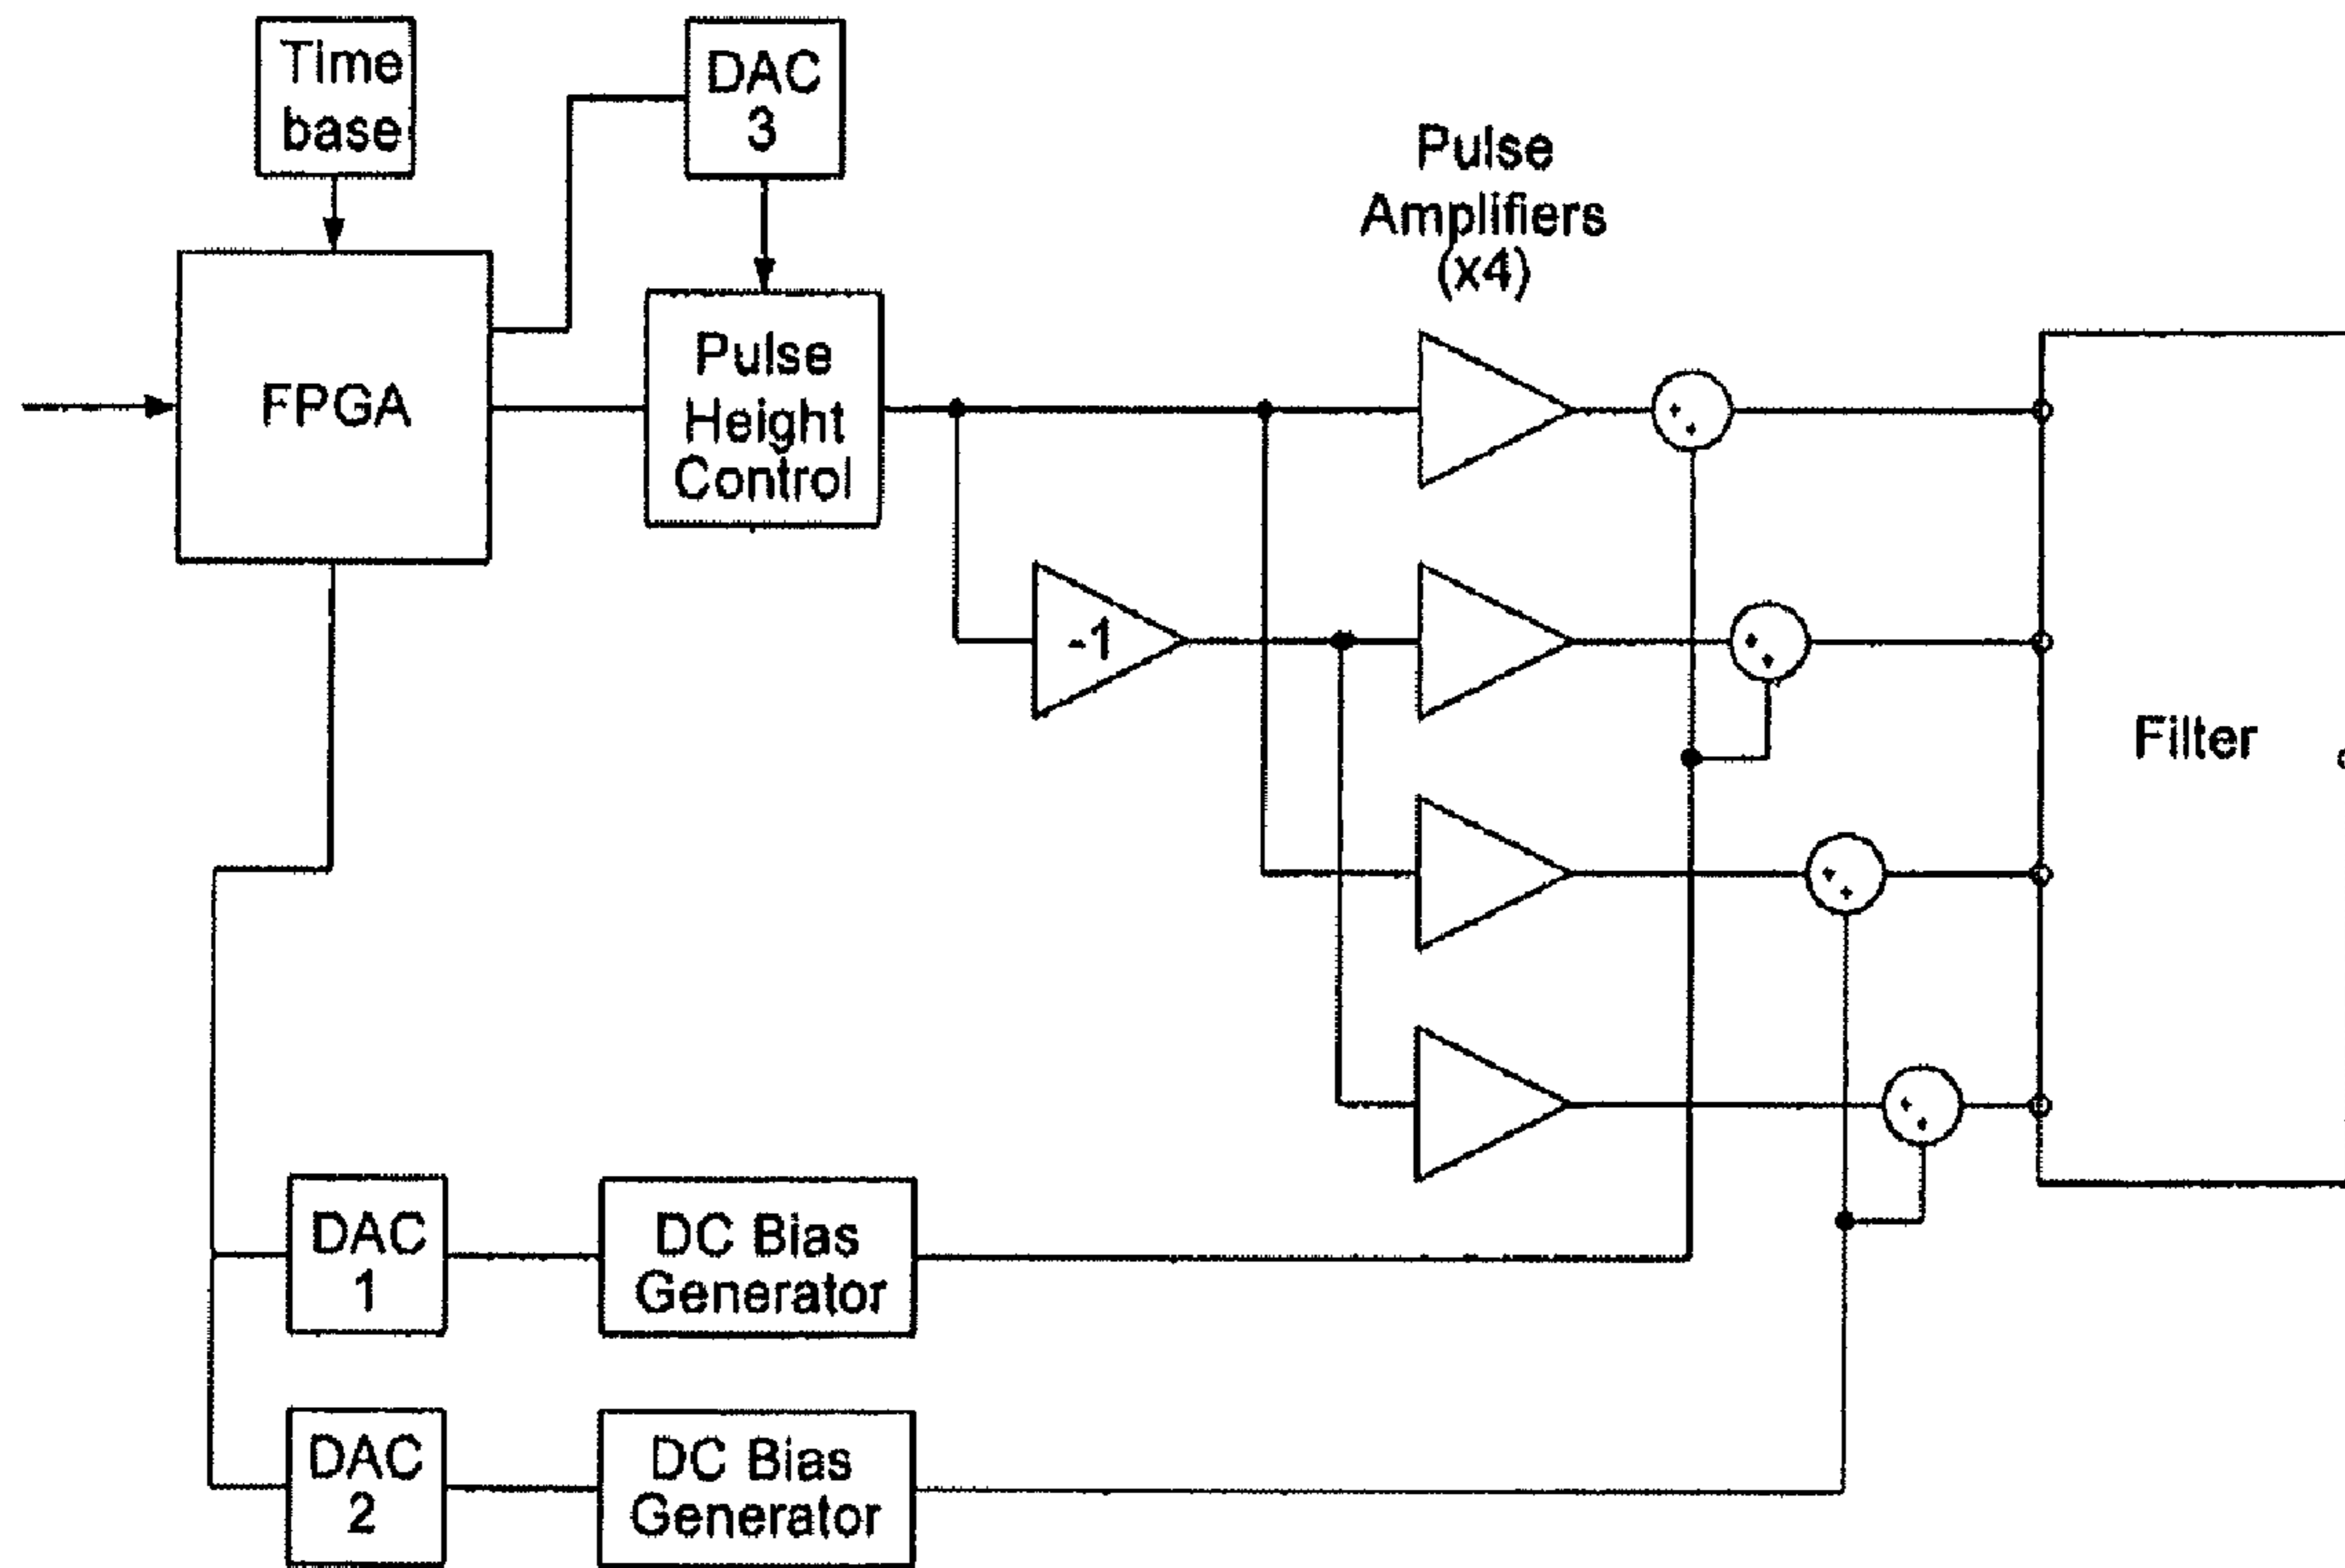 Time
base
DAC
3
Pulse
Amplifiers
(x4)
FPGA
Pulse
Height
Control
-1
Filter
DAC
1
DC Bias
Generator
DAC
2
DC Bias
Generator